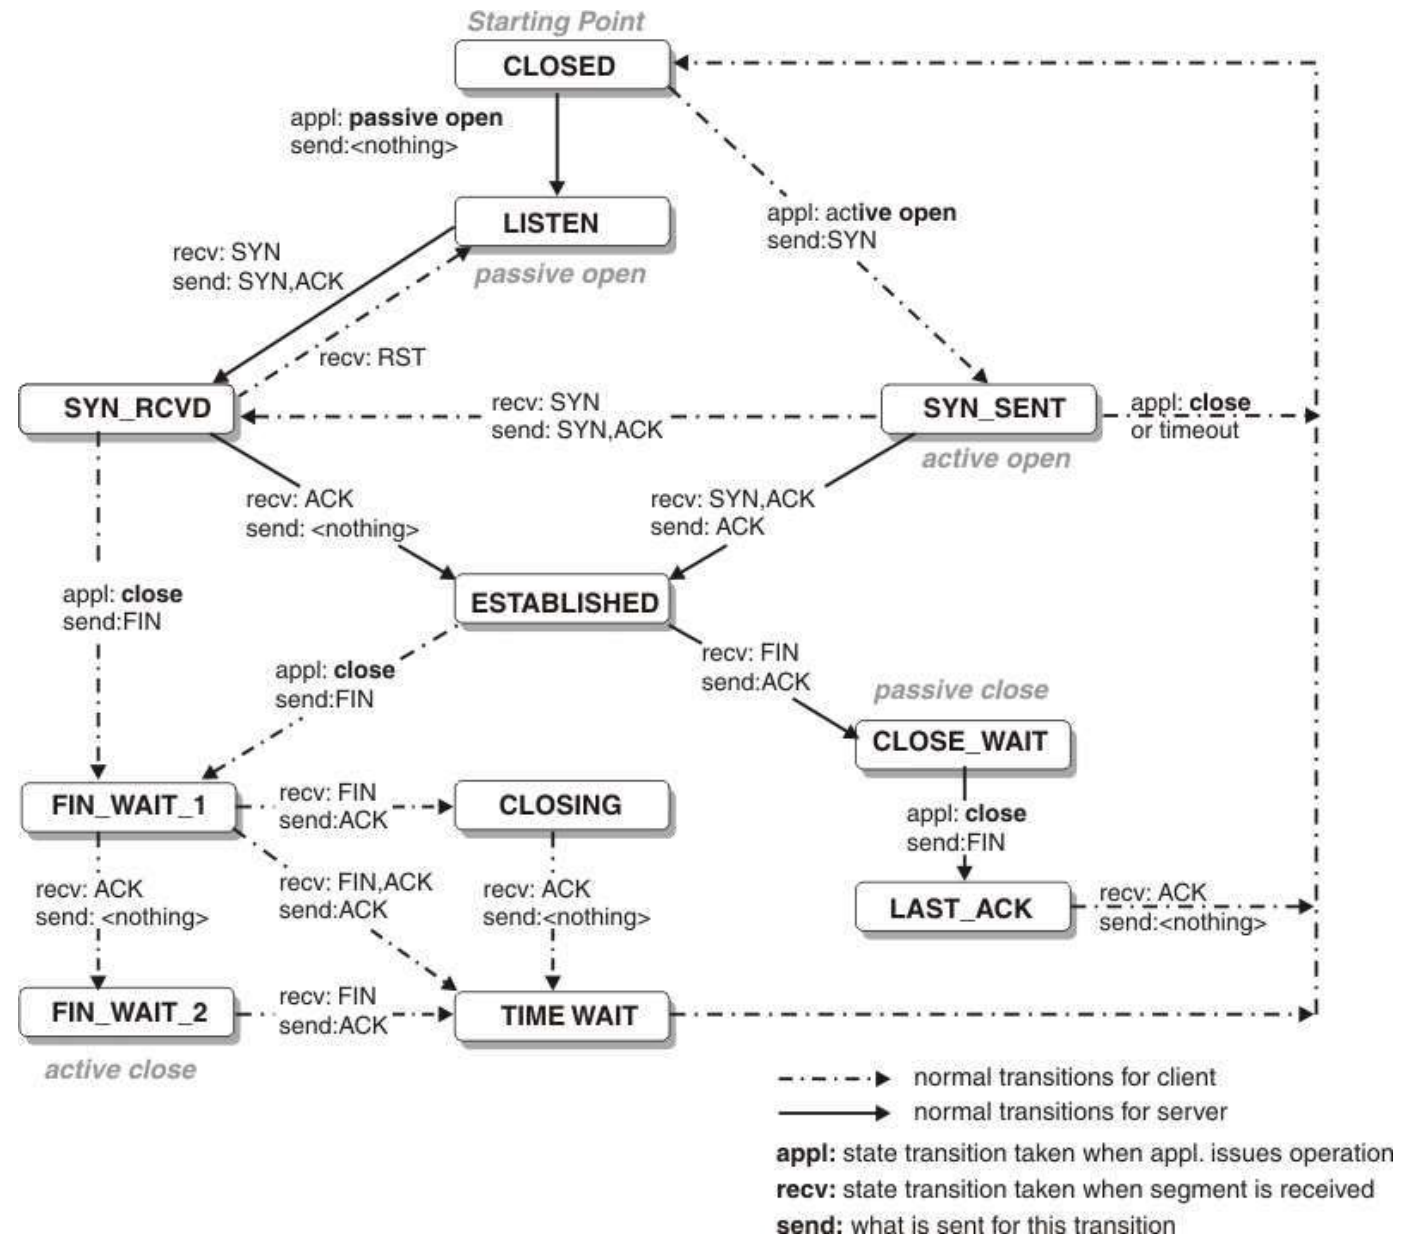 Starting Point
CLOSED
appl: passive open
send:<nothing>
LISTEN
appl: active open
send:SYN
recv: SYN
send: SYN,ACK
passive open
recv: RST
SYN_RCVD
recv: SYN
send: SYN,ACK
SYN_SENT
appl: close
or timeout
active open
recv: ACK
send: <nothing>
recv: SYN,ACK
send: ACK
appl: close
send:FIN
ESTABLISHED
appl: close
send:FIN
recv: FIN
send:ACK
passive close
CLOSE_WAIT
FIN_WAIT_1
recv: FIN
send:ACK
CLOSING
appl: close
send:FIN
recv: ACK
send: <nothing>
recv: FIN,ACK
send:ACK
recv: ACK
send:<nothing>
LAST_ACK
recv: ACK
send:<nothing>
FIN_WAIT_2
recv: FIN
send:ACK
TIME WAIT
active close
normal transitions for client
normal transitions for server
appl: state transition taken when appl. issues operation
recv: state transition taken when segment is received
send: what is sent for this transition